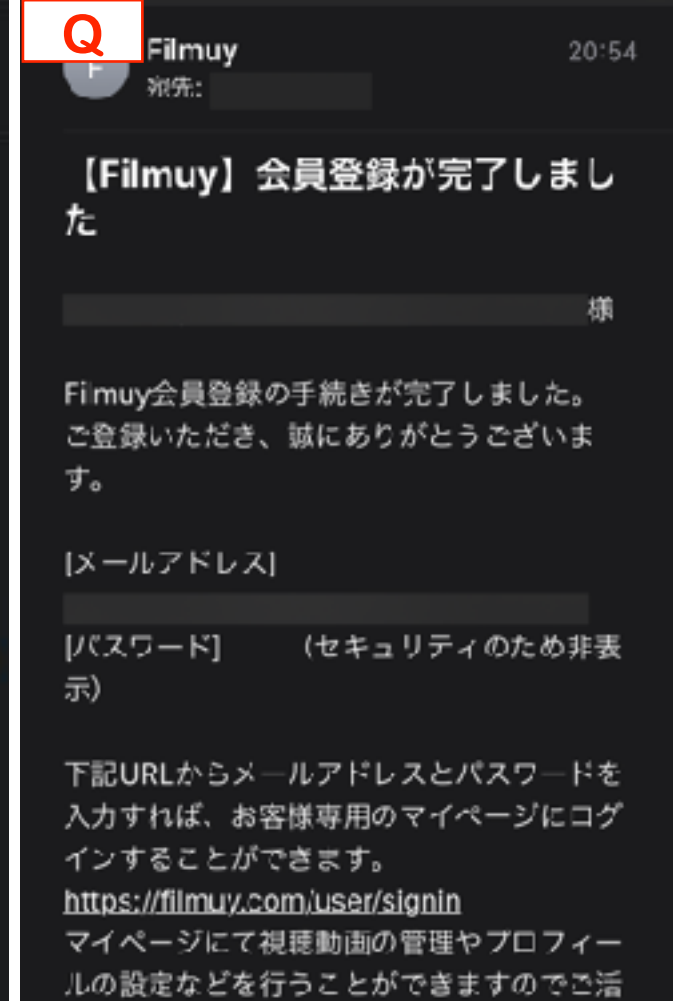 Q
Filmuy
20:54
宛先:
【Filmuy】会員登録が完了しまし
た
様
Filmuy会員登録の手続きが完了しました。
ご登録いただき、誠にありがとうございま
す。
[メールアドレス]
[パスワード] (セキュリティのため非表
示)
下記URLからメールアドレスとパスワードを
入力すれば、お客様専用のマイページにログ
インすることができます。
https://filmuy.com/user/signin
マイページにて視聴動画の管理やプロフィー
ルの設定などを行うことができますのでご活